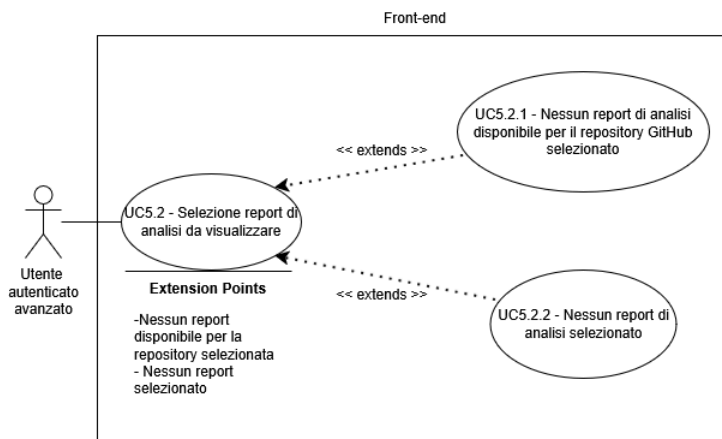 Front-end
UC5.2.1 - Nessun report di analisi
disponibile per il repository GitHub
selezionato
<< extends >>
UC5.2 - Selezione report di
analisi da visualizzare
Utente
autenticato
avanzato
Extension Points
-Nessun report
disponibile per la
repository selezionata
- Nessun report
selezionato
<< extends >>
UC5.2.2 - Nessun report di
analisi selezionato